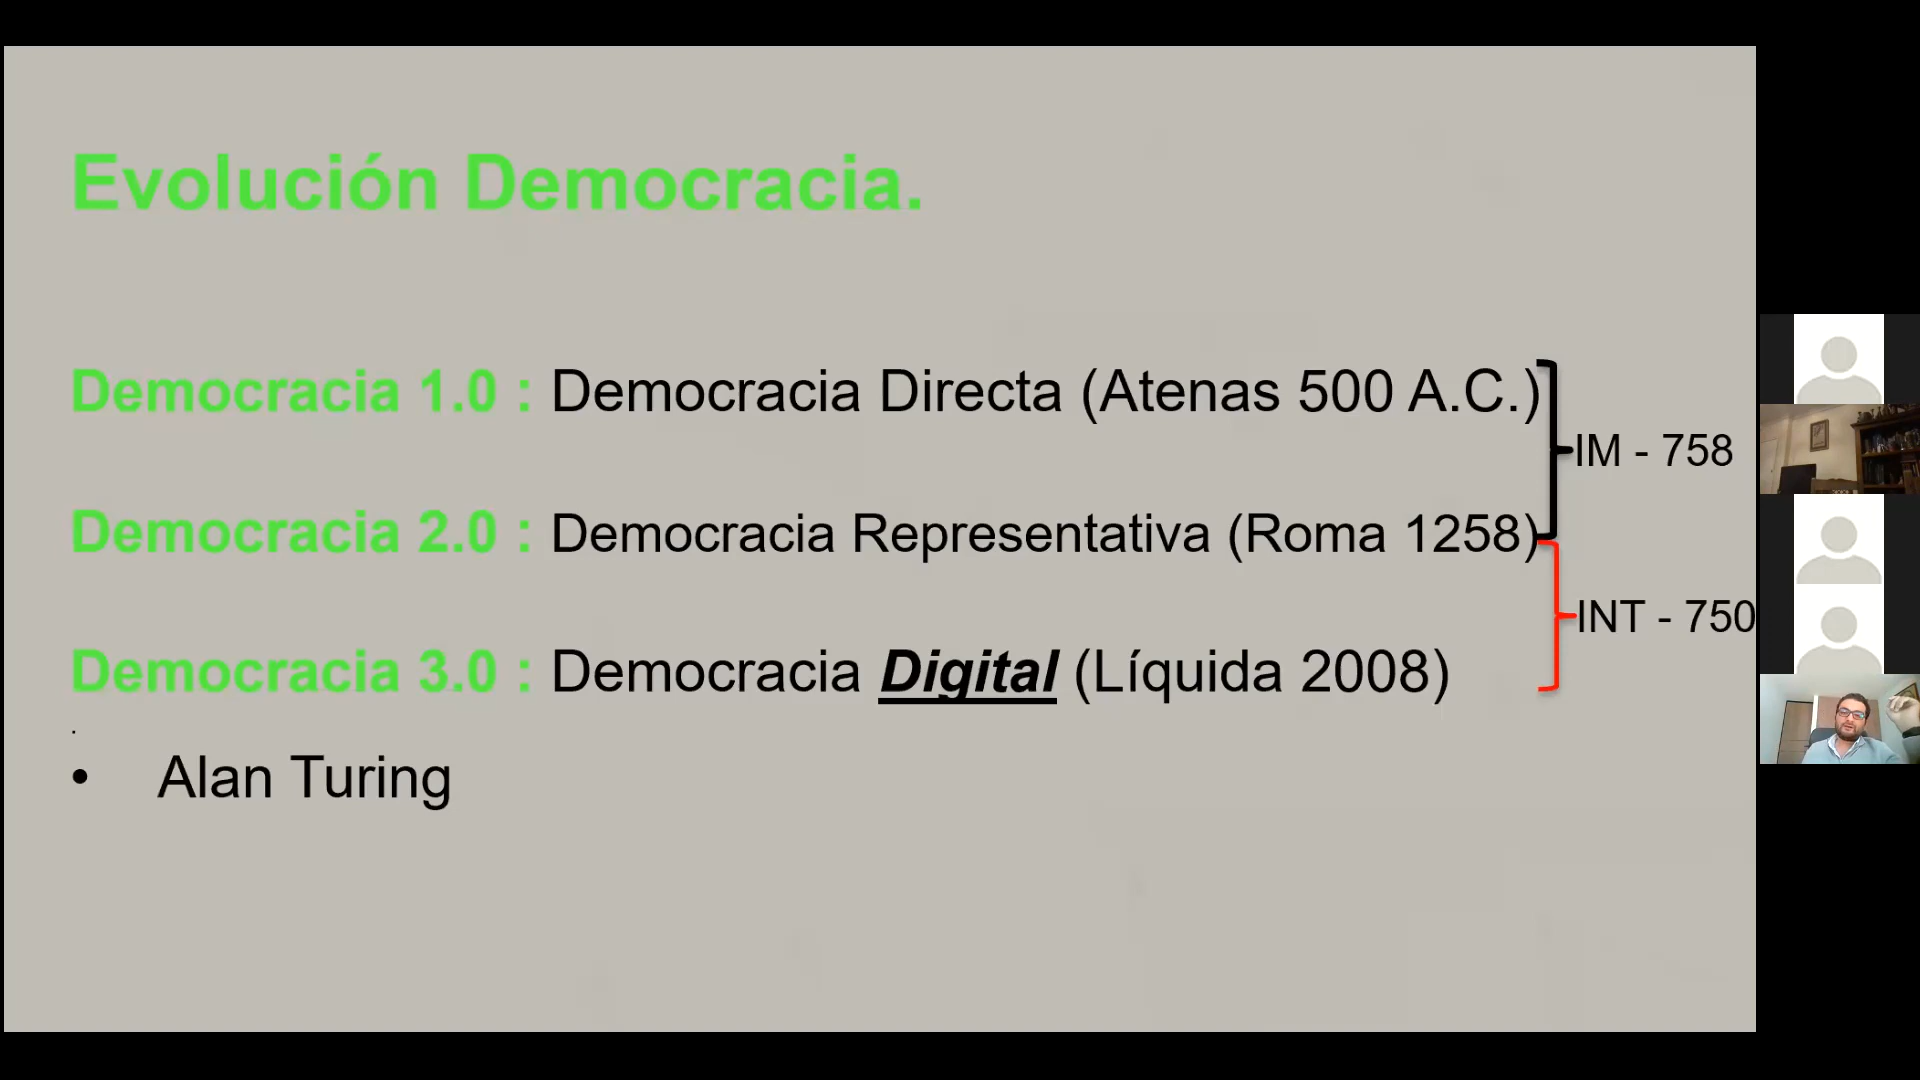 Evolución Democracia.
Democracia 1.0 : Democracia Directa (Atenas 500 A.C.)
IM - 758
Democracia 2.0 : Democracia Representativa (Roma 1258)
INT - 750
Democracia 3.0 : Democracia Digital (Líquida 2008)
• Alan Turing